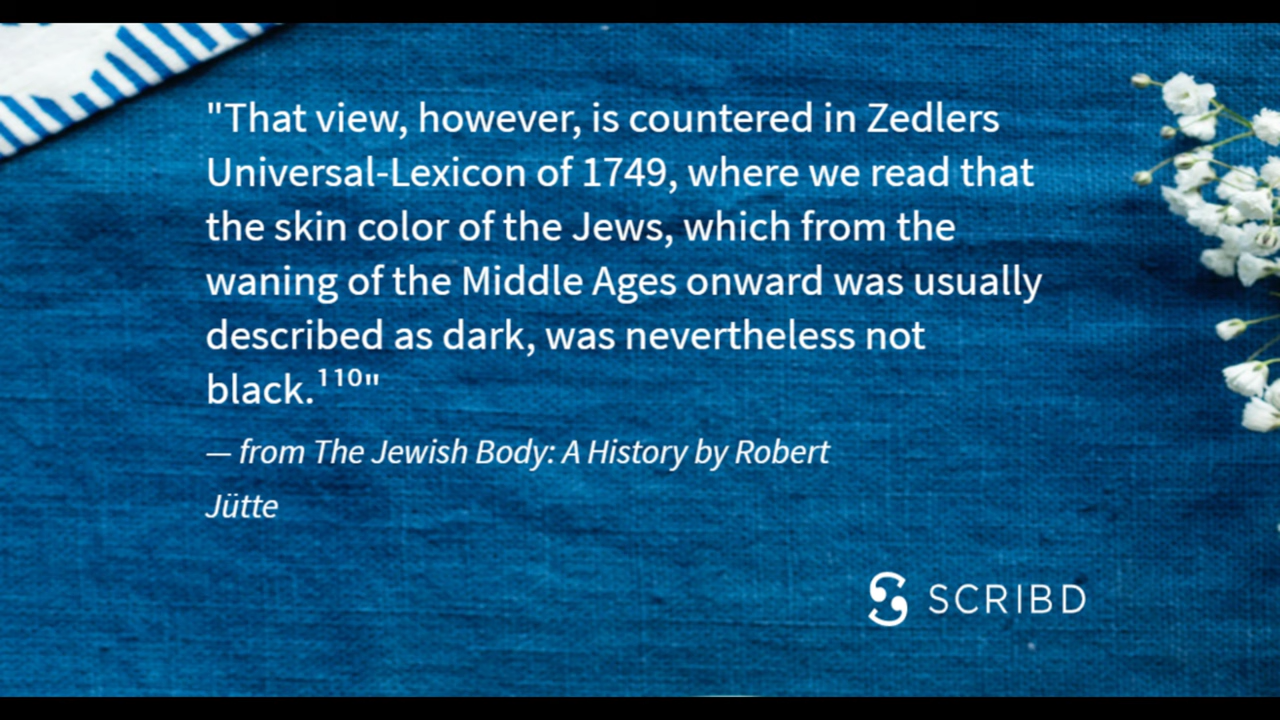 "That view, however, is countered in Zedlers
Universal-Lexicon of 1749, where we read that
the skin color of the Jews, which from the
waning of the Middle Ages onward was usually
described as dark, was nevertheless not
black.¹¹⁰"
— from The Jewish Body: A History by Robert
Jütte
SCRIBD